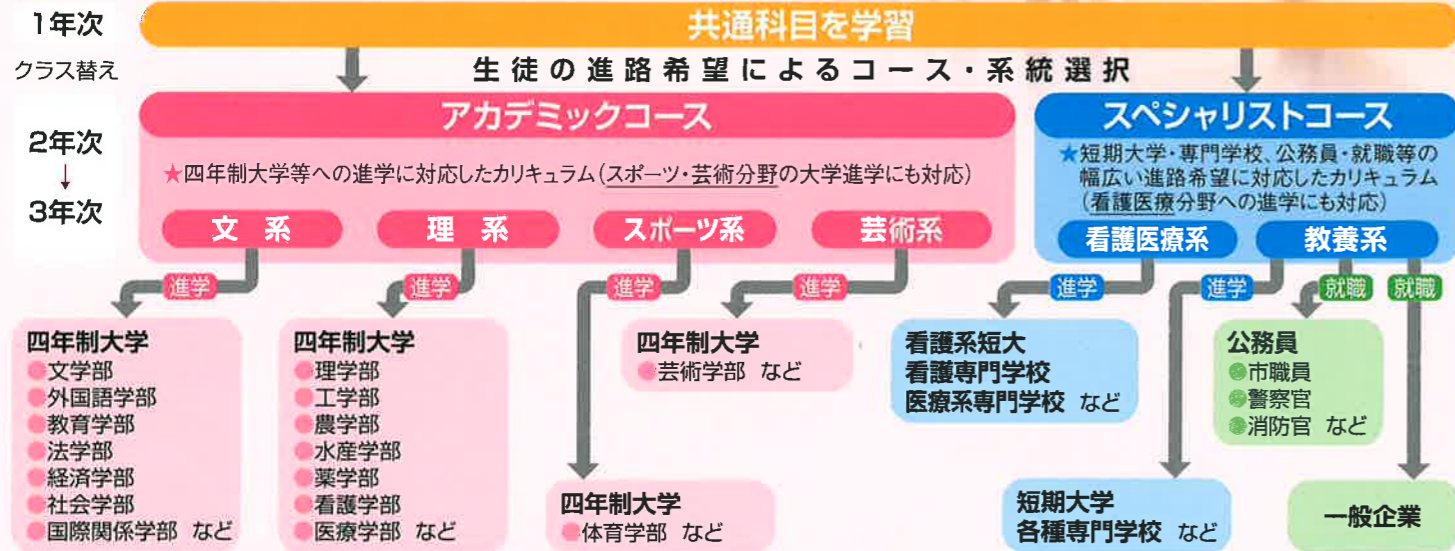 1年次
共通科目を学習
クラス替え
生徒の進路希望によるコース・系統選択
2年次
↓
3年次
アカデミックコース
★四年制大学等への進学に対応したカリキュラム(スポーツ・芸術分野の大学進学にも対応)
文系
理系
スポーツ系
芸術系
スペシャリストコース
★短期大学・専門学校、公務員・就職等の
幅広い進路希望に対応したカリキュラム
(看護医療分野への進学にも対応)
看護医療系
教養系
進学
進学
進学
進学
進学
進学
就職
就職
四年制大学
●文学部
●外国語学部
●教育学部
●法学部
●経済学部
●社会学部
●国際関係学部 など
四年制大学
●理学部
●工学部
●農学部
●水産学部
●薬学部
●看護学部
●医療学部 など
四年制大学
●体育学部 など
四年制大学
●芸術学部 など
看護系短大
看護専門学校
医療系専門学校 など
短期大学
各種専門学校 など
公務員
●市職員
●警察官
●消防官 など
一般企業